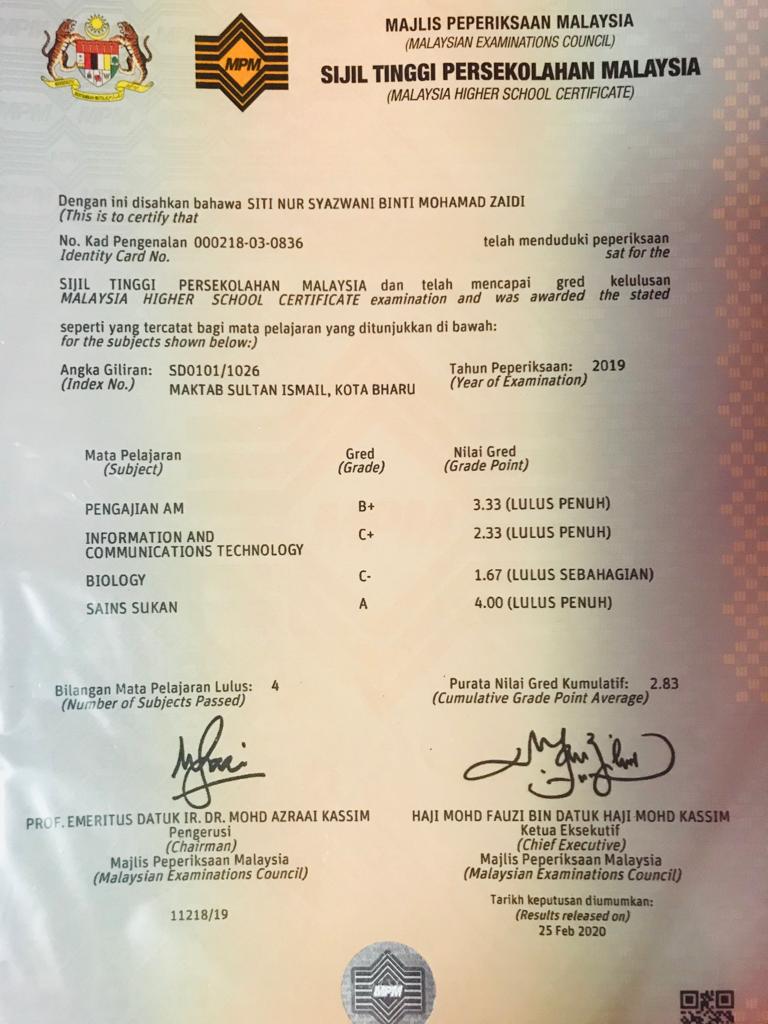 MAJLIS PEPERIKSAAN MALAYSIA
(MALAYSIAN EXAMINATIONS COUNCIL)
MPM
SIJIL TINGGI PERSEKOLAHAN MALAYSIA
(MALAYSIA HIGHER SCHOOL CERTIFICATE)
Dengan ini disahkan bahawa SITI NUR SYAZWANI BINTI MOHAMAD ZAIDI
(This is to certify that
No. Kad Pengenalan 000218-03-0836 telah menduduki peperiksaan
Identity Card No. sat for the
SIJIL TINGGI PERSEKOLAHAN MALAYSIA dan telah mencapai gred kelulusan
MALAYSIA HIGHER SCHOOL CERTIFICATE examination and was awarded the stated
seperti yang tercatat bagi mata pelajaran yang ditunjukkan di bawah:
for the subjects shown below:)
Angka Giliran: SD0101/1026 Tahun Peperiksaan: 2019
(Index No.) MAKTAB SULTAN ISMAIL, KOTA BHARU (Year of Examination)
Mata Pelajaran Gred Nilai Gred
(Subject) (Grade) (Grade Point)
PENGAJIAN AM B+ 3.33 (LULUS PENUH)
INFORMATION AND C+ 2.33 (LULUS PENUH)
COMMUNICATIONS TECHNOLOGY
BIOLOGY C- 1.67 (LULUS SEBAHAGIAN)
SAINS SUKAN A 4.00 (LULUS PENUH)
Bilangan Mata Pelajaran Lulus: 4 Purata Nilai Gred Kumulatif: 2.83
(Number of Subjects Passed) (Cumulative Grade Point Average)
PROF. EMERITUS DATUK IR. DR. MOHD AZRAAI KASSIM HAJI MOHD FAUZI BIN DATUK HAJI MOHD KASSIM
Pengerusi Ketua Eksekutif
(Chairman) (Chief Executive)
Majlis Peperiksaan Malaysia Majlis Peperiksaan Malaysia
(Malaysian Examinations Council) (Malaysian Examinations Council)
Tarikh keputusan diumumkan:
11218/19 (Results released on)
25 Feb 2020
MPM